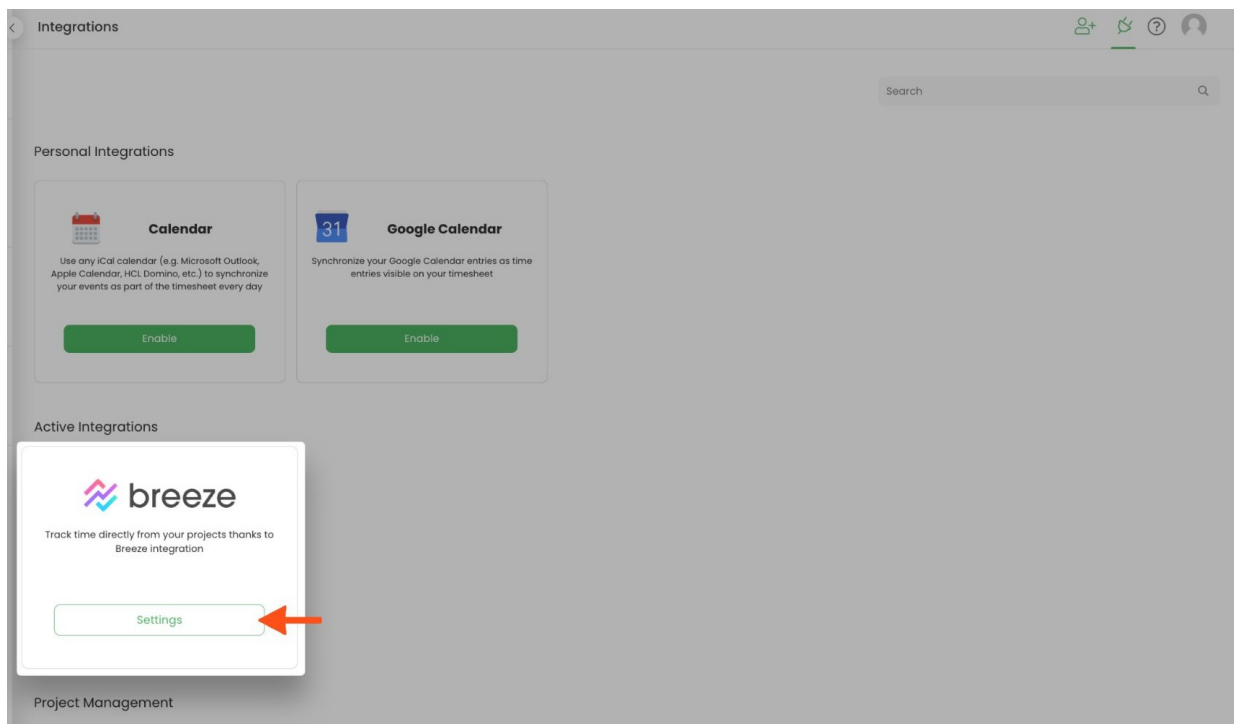 Integrations
Search
Personal Integrations
31
Calendar
Google Calendar
Use any iCal calendar (e.g. Microsoft Outlook,
Apple Calendar, HCL Domino, etc.) to synchronize
your events as part of the timesheet every day
Synchronize your Google Calendar entries as time
entries visible on your timesheet
Enable
Enable
Active Integrations
breeze
Track time directly from your projects thanks to
Breeze integration
Settings
Project Management